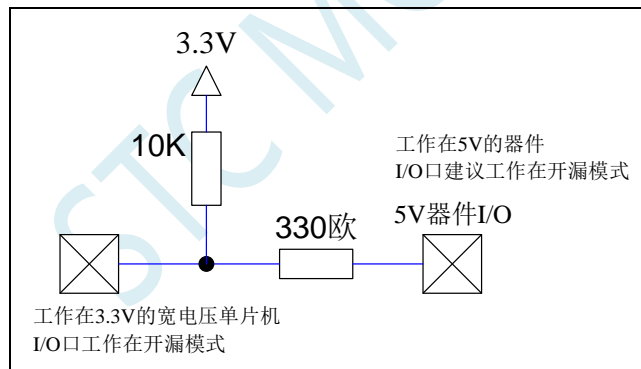 3.3V
10K
工作在5V的器件
I/O口建议工作在开漏模式
330欧
5V器件I/O
工作在3.3V的宽电压单片机
I/O口工作在开漏模式
STC M